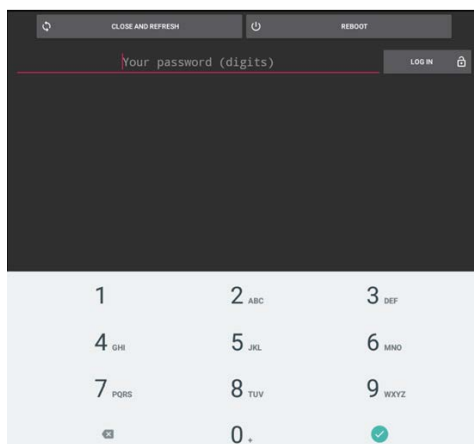 CLOSE AND REFRESH
REBOOT
Your password (digits)
LOG IN
1
2 ABC
3 DEF
4 GHI
5 JKL
6 MNO
7 PQRS
8 TUV
9 WXYZ
0 +